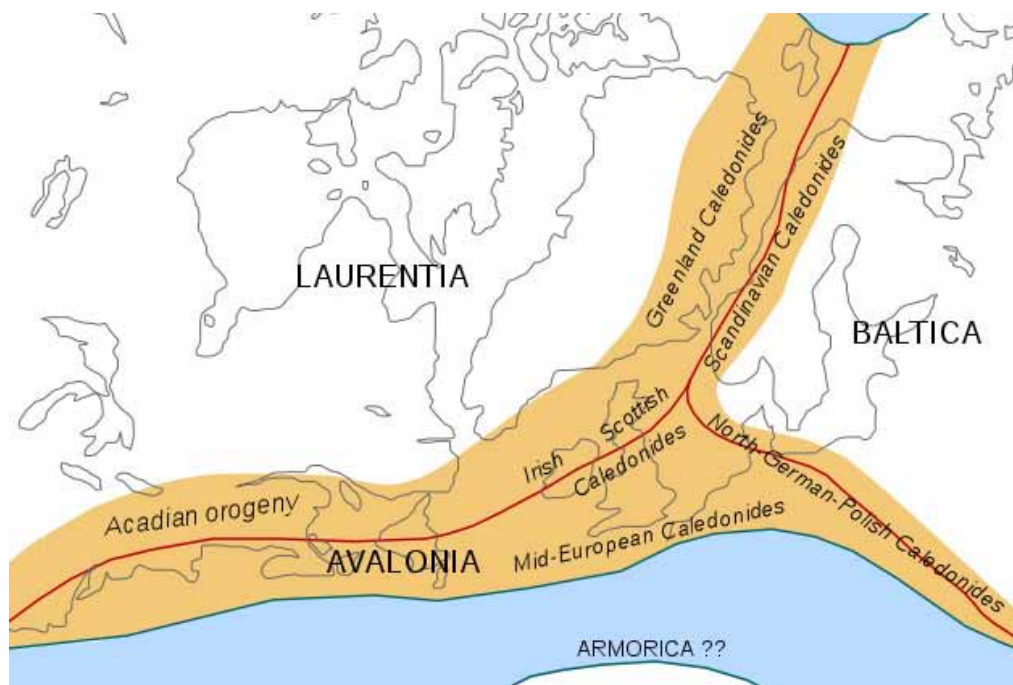 Greenland Caledonides
Scandinavian Caledonides
LAURENTIA
BALTICA
Scottish
Irish
Caledonides
North-German-Polish Caledonides
Acadian orogeny
AVALONIA
Mid-European Caledonides
ARMORICA ??